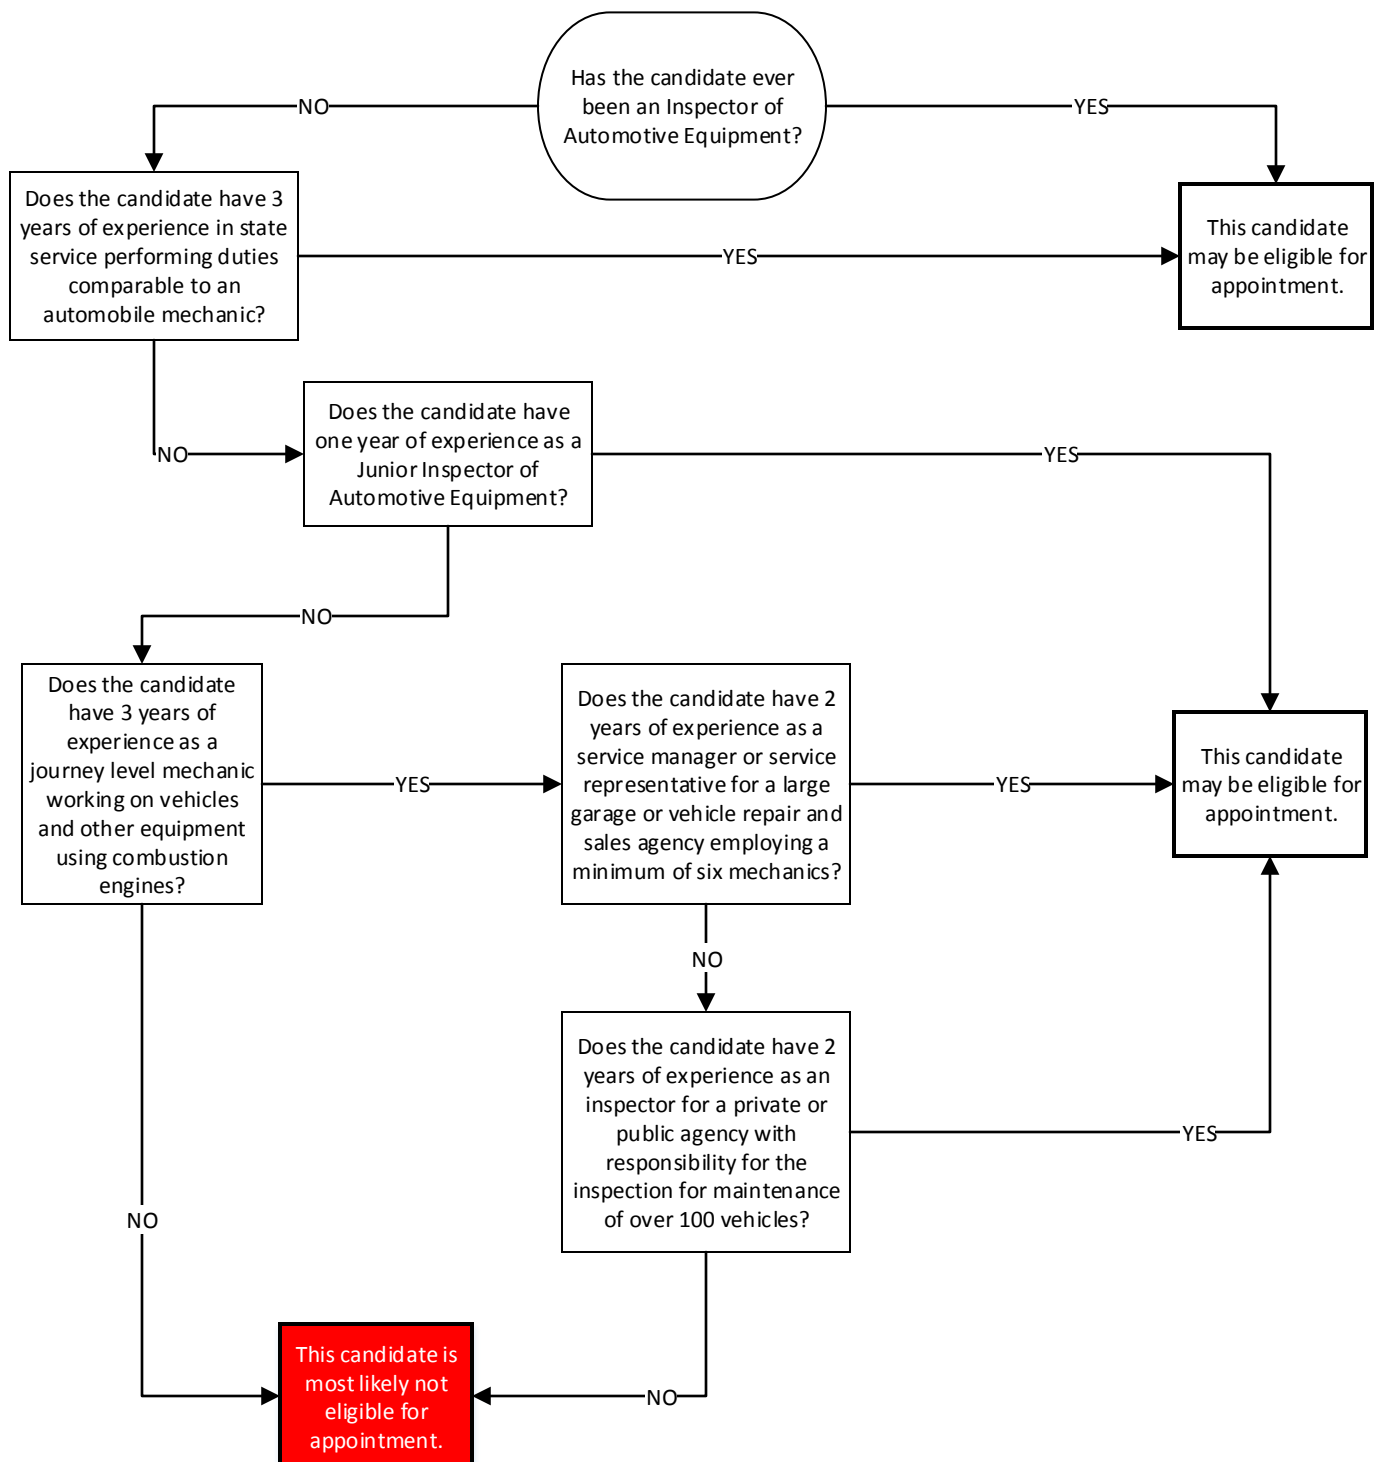 Has the candidate ever
been an Inspector of
Automotive Equipment?
NO
YES
Does the candidate have 3
years of experience in state
service performing duties
comparable to an
automobile mechanic?
YES
This candidate
may be eligible for
appointment.
NO
Does the candidate have
one year of experience as a
Junior Inspector of
Automotive Equipment?
YES
NO
Does the candidate
have 3 years of
experience as a
journey level mechanic
working on vehicles
and other equipment
using combustion
engines?
YES
Does the candidate have 2
years of experience as a
service manager or service
representative for a large
garage or vehicle repair and
sales agency employing a
minimum of six mechanics?
YES
This candidate
may be eligible for
appointment.
NO
Does the candidate have 2
years of experience as an
inspector for a private or
public agency with
responsibility for the
inspection for maintenance
of over 100 vehicles?
YES
NO
This candidate is
most likely not
eligible for
appointment.
NO